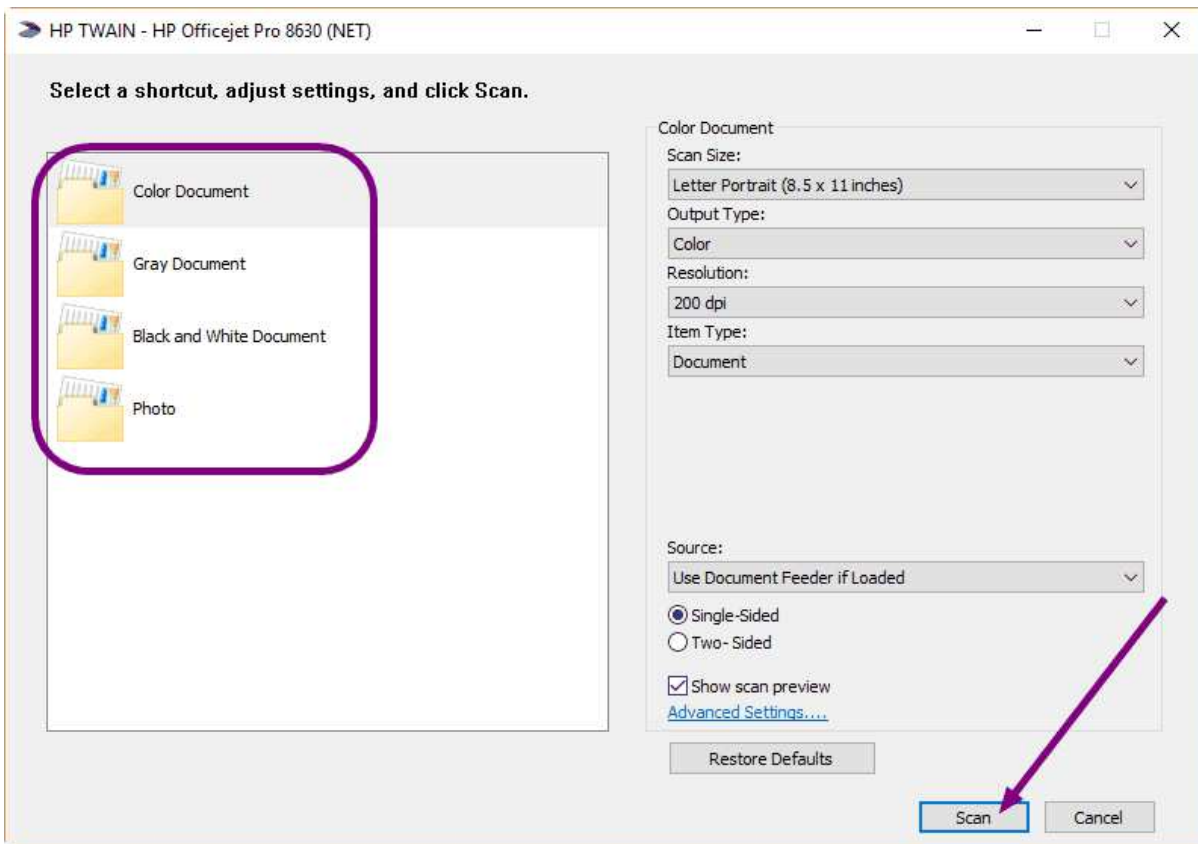 HP TWAIN - HP Officejet Pro 8630 (NET)
Select a shortcut, adjust settings, and click Scan.
Color Document
Gray Document
Black and White Document
Photo
Color Document
Scan Size:
Letter Portrait (8.5 x 11 inches)
Output Type:
Color
Resolution:
200 dpi
Item Type:
Document
Source:
Use Document Feeder if Loaded
Single-Sided
Two- Sided
Show scan preview
Advanced Settings....
Restore Defaults
Scan
Cancel